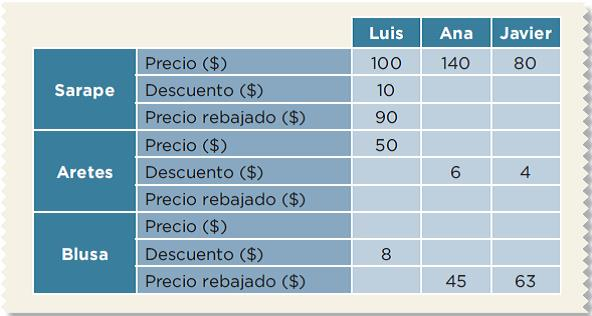 Luis Ana Javier
Sarape Precio ($) 100 140 80
Descuento ($) 10
Precio rebajado ($) 90
Aretes Precio ($) 50
Descuento ($) 6 4
Precio rebajado ($)
Blusa Precio ($)
Descuento ($) 8
Precio rebajado ($) 45 63